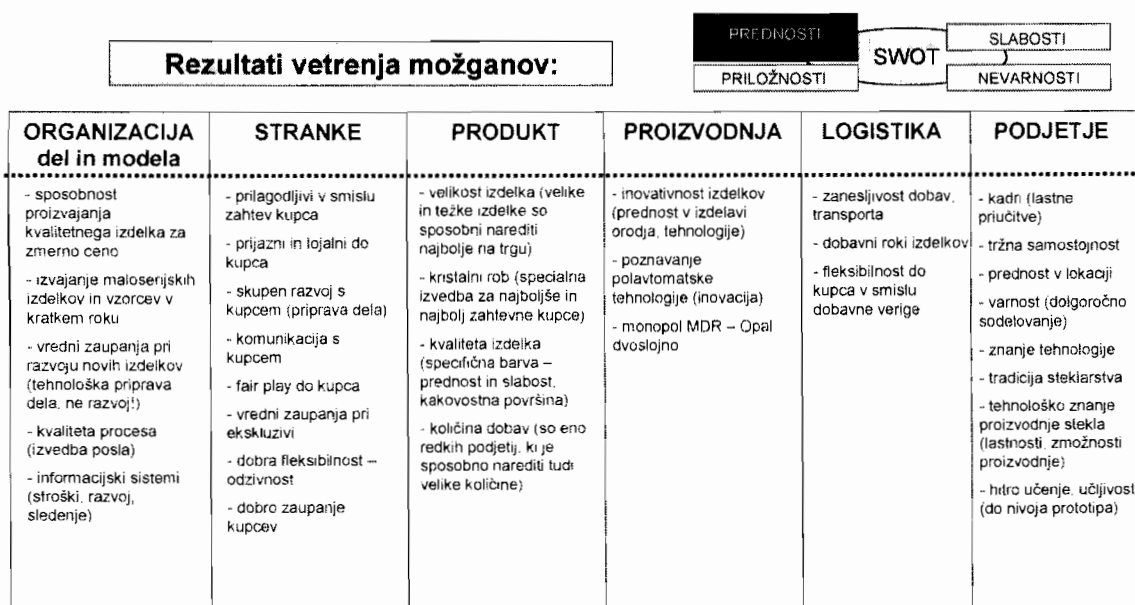 Rezultati vetrenja možganov:
PREDNOSTI
SLABOSTI
SWOT
PRILOŽNOSTI
NEVARNOSTI
ORGANIZACIJA
del in modela
- sposobnost
proizvajanja
kvalitetnega izdelka za
zmerno ceno
- izvajanje maloserijskih
izdelkov in vzorcev v
kratkem roku
- vredni zaupanja pri
razvoju novih izdelkov
(tehnološka priprava
dela, ne razvoj!)
- kvaliteta procesa
(izvedba posla)
- informacijski sistemi
(stroški, razvoj,
sledenje)
STRANKE
- prilagodljivi v smislu
zahtev kupca
- prijazni in lojalni do
kupca
- skupen razvoj s
kupcem (priprava dela)
- komunikacija s
kupcem
- fair play do kupca
- vredni zaupanja pri
ekskluzivi
- dobra fleksibilnost –
odzivnost
- dobro zaupanje
kupcev
PRODUKT
- velikost izdelka (velike
in težke izdelke so
sposobni narediti
najbolje na trgu)
- kristalni rob (specialna
izvedba za najboljše in
najbolj zahtevne kupce)
- kvaliteta izdelka
(specifična barva –
prednost in slabost,
kakovostna površina)
- količina dobav (so eno
redkih podjetij, ki je
sposobno narediti tudi
velike količine)
PROIZVODNJA
- inovativnost izdelkov
(prednost v izdelavi
orodja, tehnologije)
- poznavanje
polavtomatske
tehnologije (inovacija)
- monopol MDR – Opal
dvoslojno
LOGISTIKA
- zanesljivost dobav,
transporta
- dobavni roki izdelkov
- fleksibilnost do
kupca v smislu
dobavne verige
PODJETJE
- kadri (lastne
priučitve)
- tržna samostojnost
- prednost v lokaciji
- varnost (dolgoročno
sodelovanje)
- znanje tehnologije
- tradicija steklarstva
- tehnološko znanje
proizvodnje stekla
(lastnosti, zmožnosti
proizvodnje)
- hitro učenje, učljivost
(do nivoja prototipa)